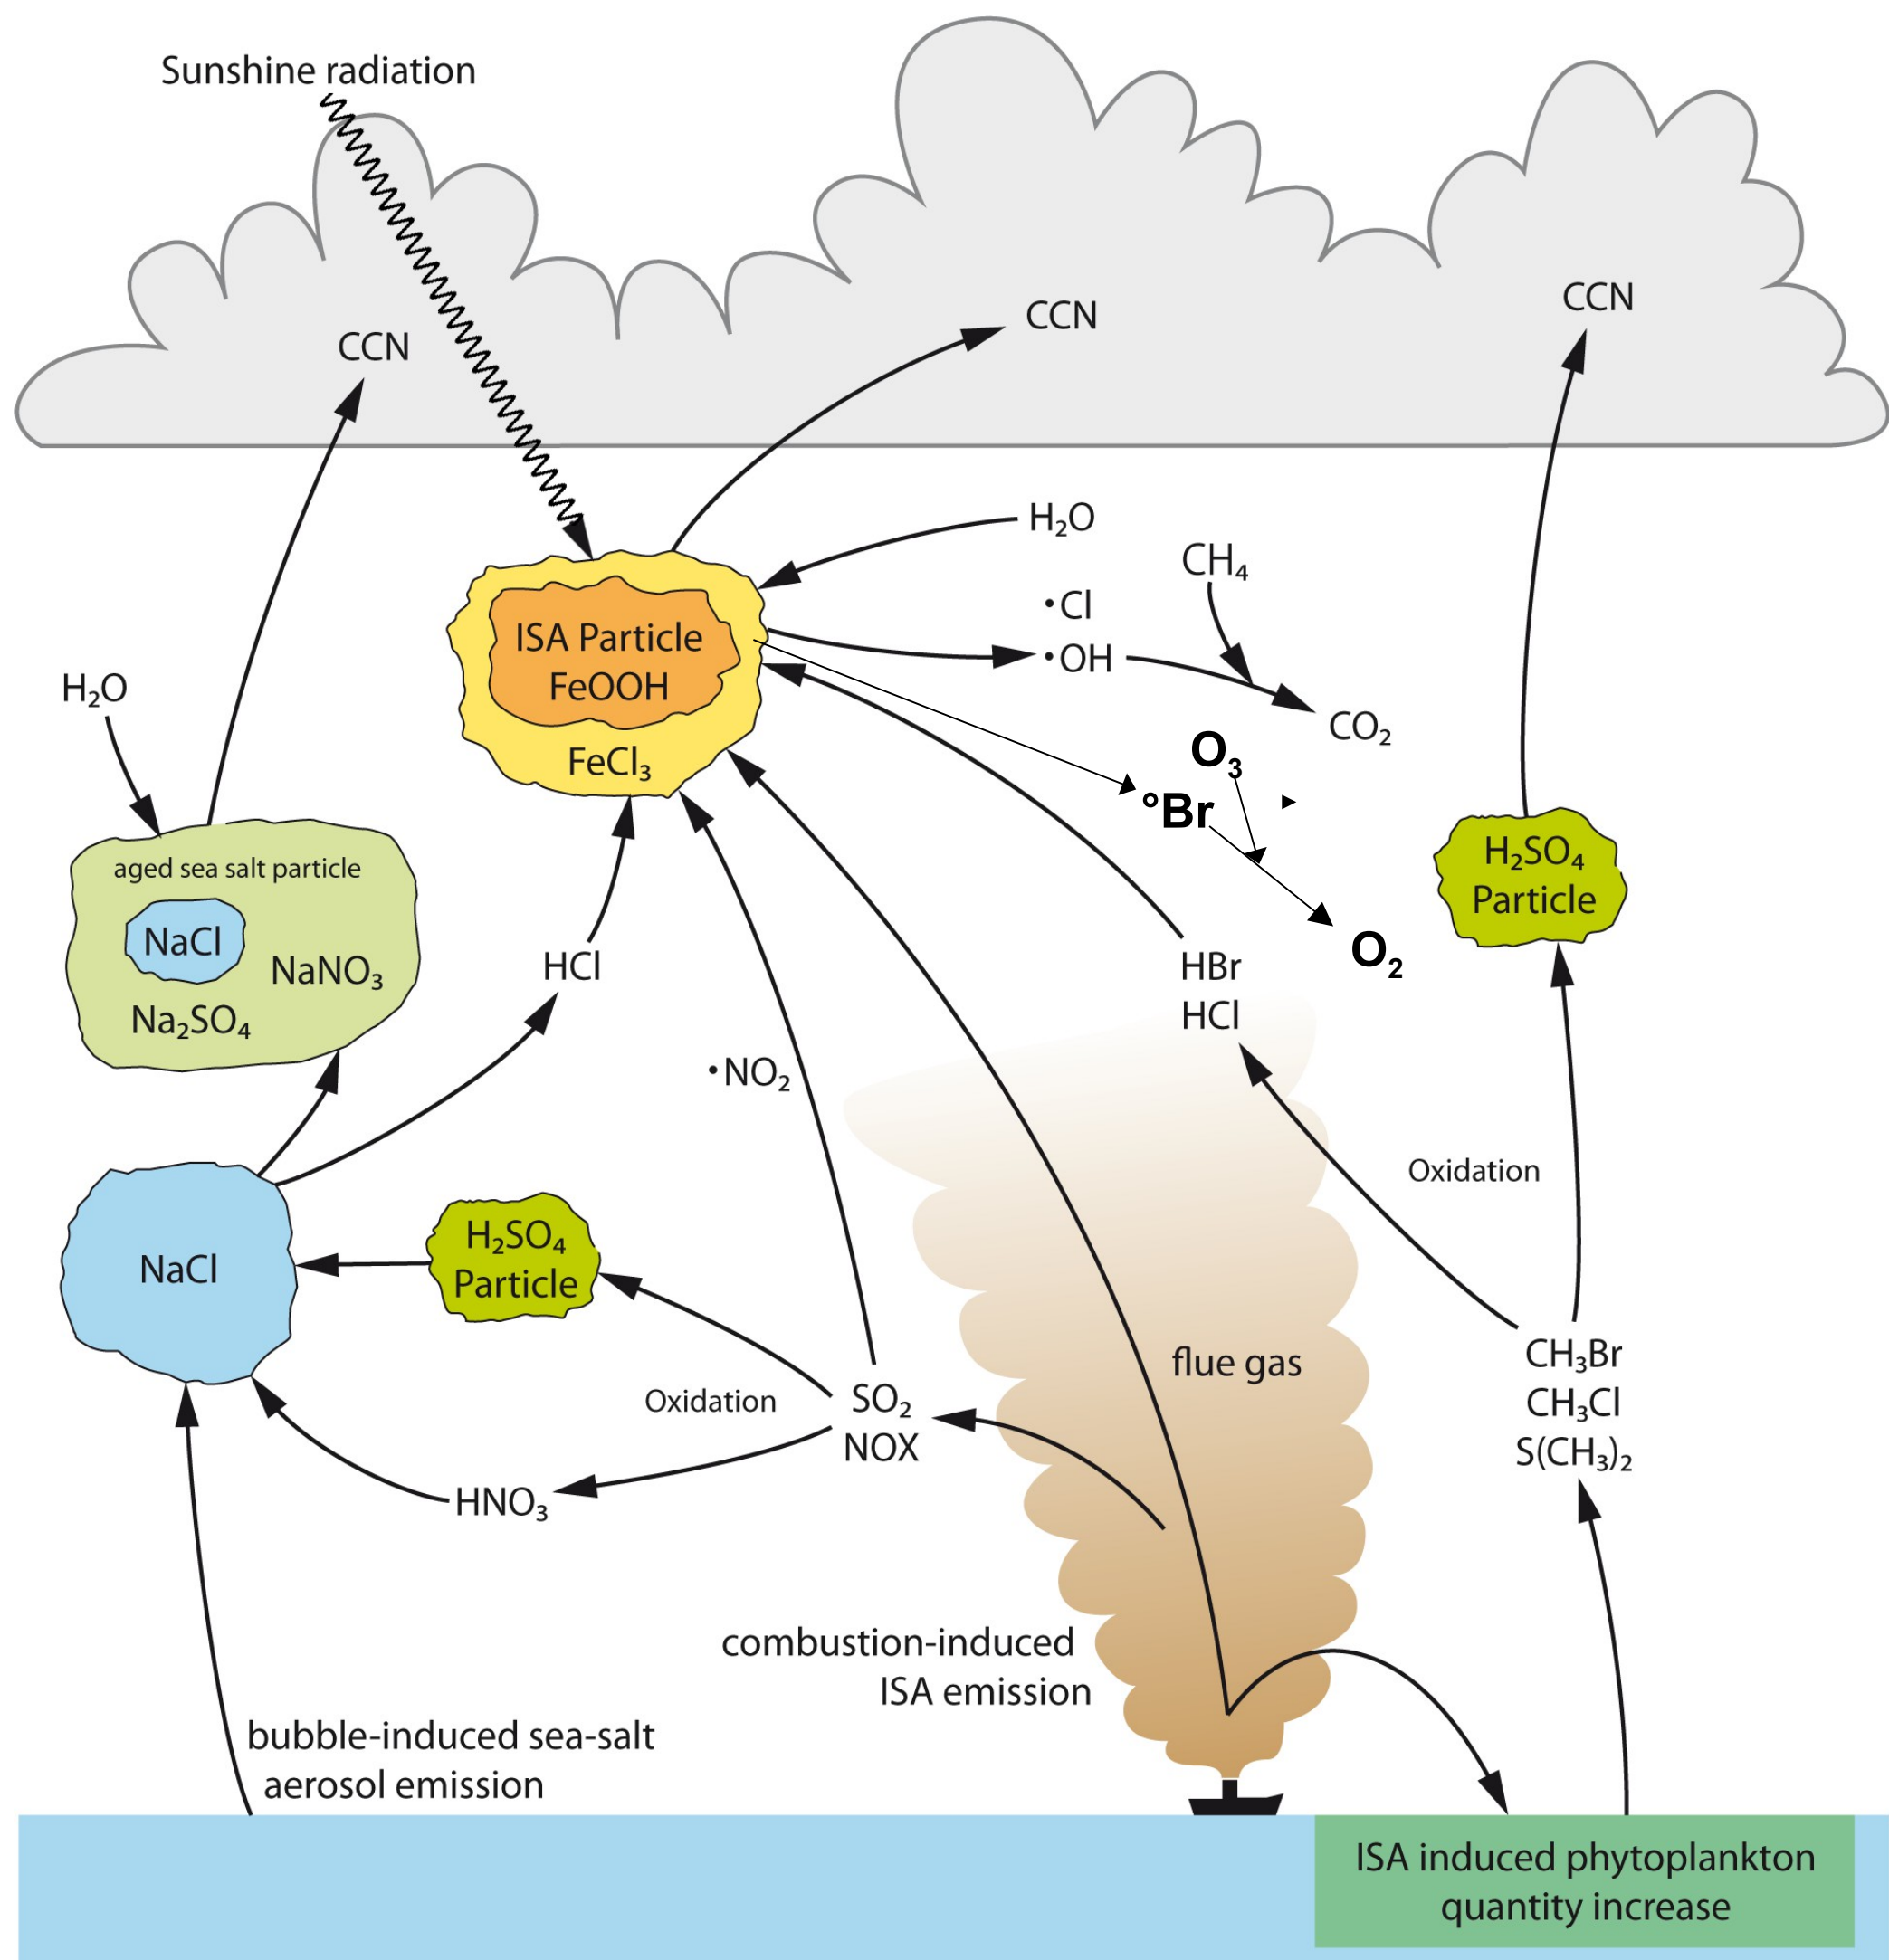 Sunshine radiation
CCN
CCN
CCN
H₂O
CH₄
•Cl
•OH
ISA Particle
FeOOH
FeCl₃
CO₂
H₂O
O₃
°Br
O₂
H₂SO₄
Particle
aged sea salt particle
NaCl
NaNO₃
Na₂SO₄
HCl
HBr
HCl
•NO₂
Oxidation
NaCl
H₂SO₄
Particle
flue gas
CH₃Br
CH₃Cl
S(CH₃)₂
Oxidation
SO₂
NOX
HNO₃
combustion-induced
ISA emission
bubble-induced sea-salt
aerosol emission
ISA induced phytoplankton
quantity increase